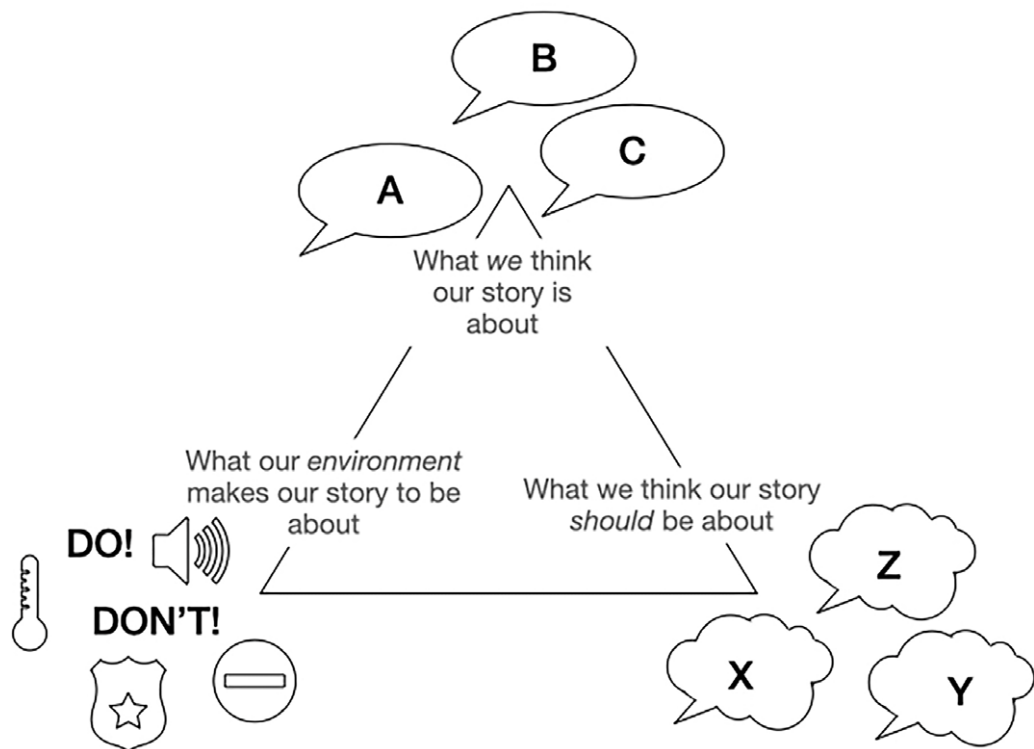 B
C
A
What we think
our story is
about
What our environment
makes our story to be
about
What we think our story
should be about
DO!
DON'T!
Z
X
Y